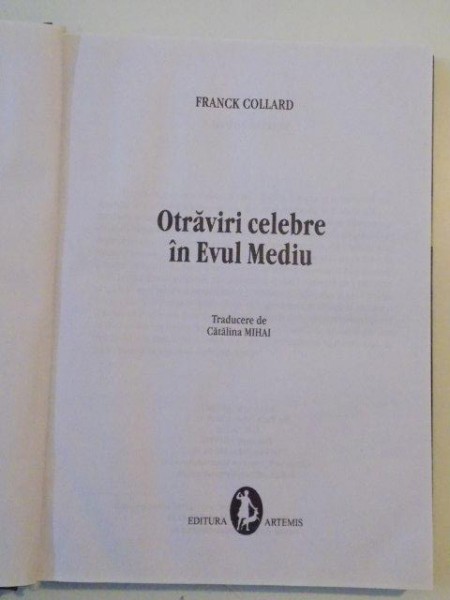 FRANCK COLLARD
Otrăviri celebre
în Evul Mediu
Traducere de
Cătălina MIHAI
EDITURA ARTEMIS